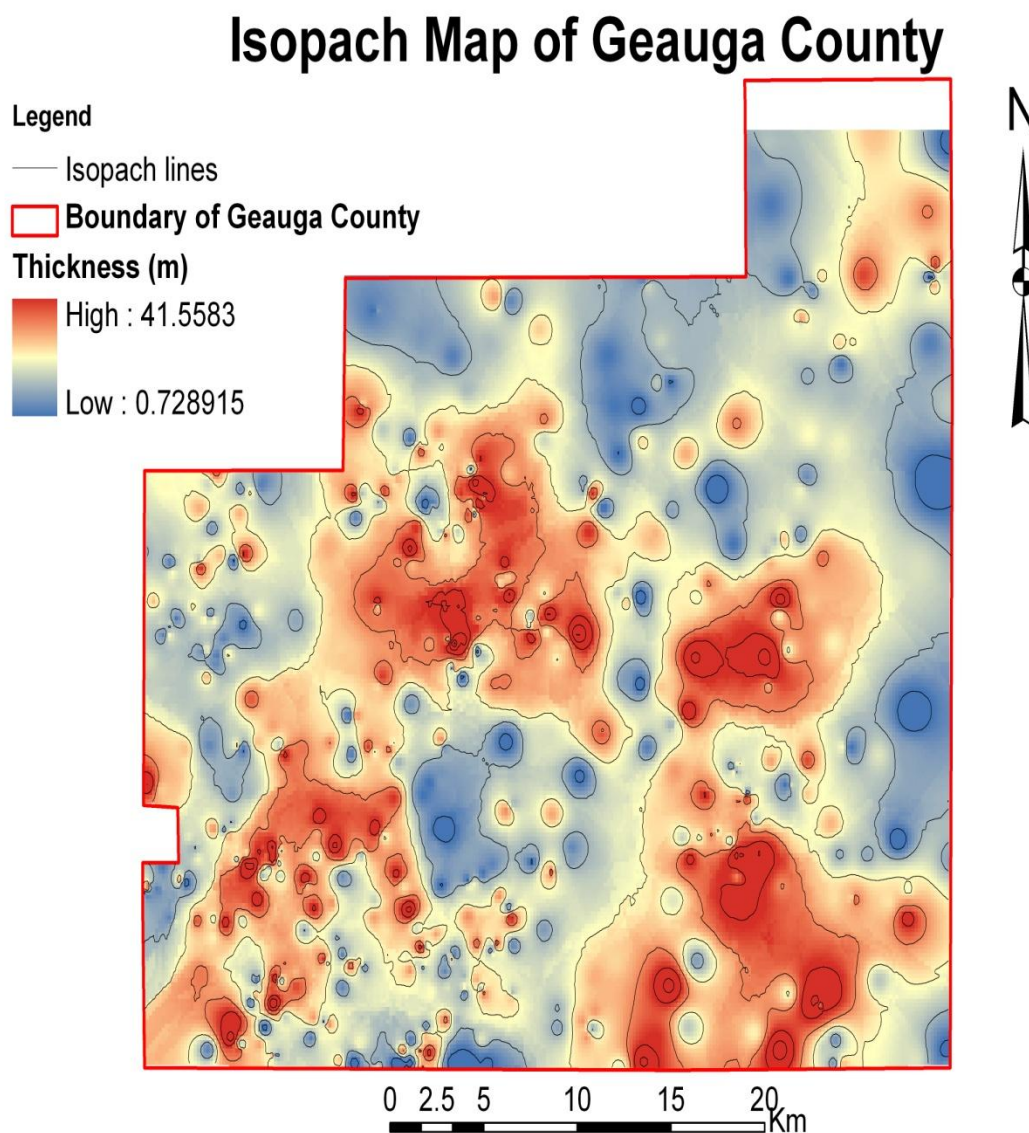 Isopach Map of Geauga County
Legend
Isopach lines
Boundary of Geauga County
Thickness (m)
High : 41.5583
Low : 0.728915
N
0 2.5 5 10 15 20
Km